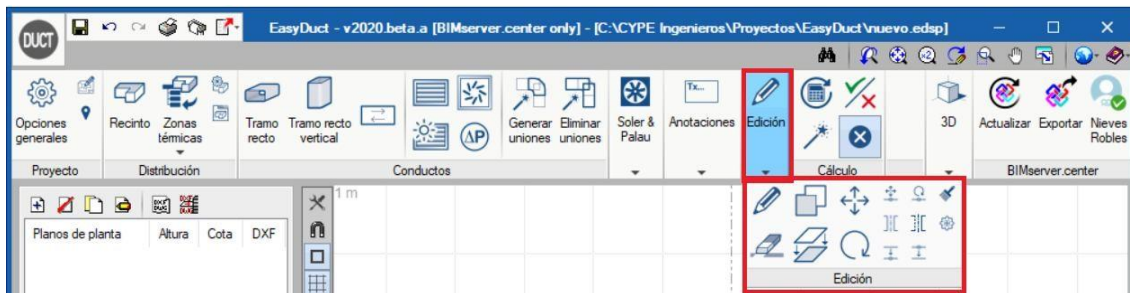 DUCT
EasyDuct - v2020.beta.a [BIMserver.center only] - [C:\CYPE Ingenieros\Proyectos\EasyDuct\nuevo.edsp]
Opciones generales
Recinto
Zonas térmicas
Tramo recto
Tramo recto vertical
ΔP
Generar uniones
Eliminar uniones
Soler & Palau
Tx...
Anotaciones
Edición
3D
Actualizar
Exportar
Nieves Robles
Proyecto
Distribución
Conductos
Cálculo
BIMserver.center
Planos de planta
Altura
Cota
DXF
1 m
Edición